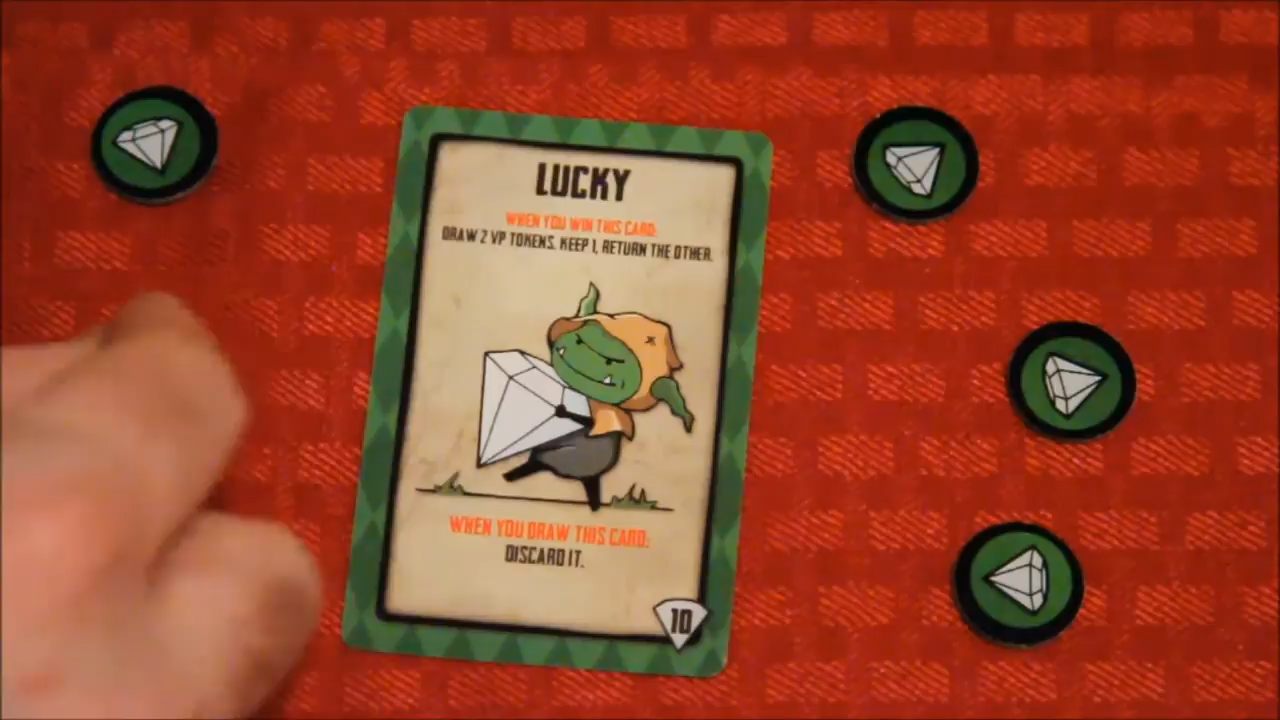 LUCKY
WHEN YOU WIN THIS CARD:
DRAW 2 VP TOKENS. KEEP 1, RETURN THE OTHER.
WHEN YOU DRAW THIS CARD:
DISCARD IT.
10